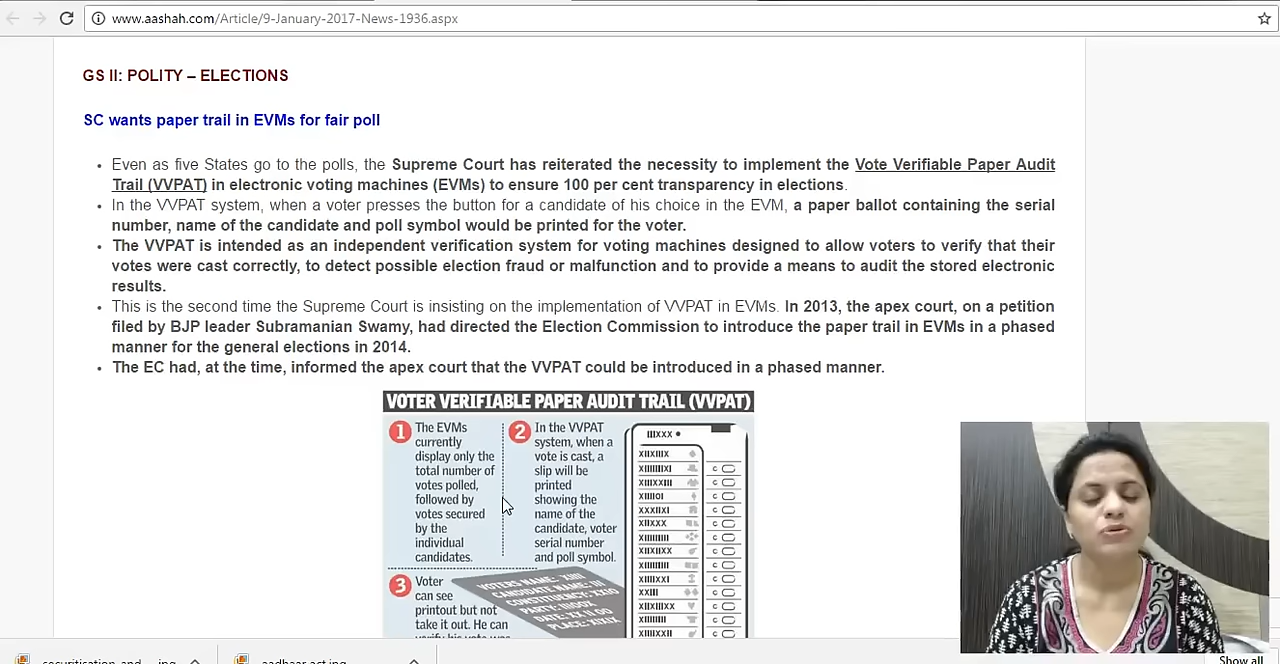 www.aashah.com/Article/9-January-2017-News-1936.aspx
GS II: POLITY – ELECTIONS
SC wants paper trail in EVMs for fair poll
• Even as five States go to the polls, the Supreme Court has reiterated the necessity to implement the Vote Verifiable Paper Audit
Trail (VVPAT) in electronic voting machines (EVMs) to ensure 100 per cent transparency in elections.
• In the VVPAT system, when a voter presses the button for a candidate of his choice in the EVM, a paper ballot containing the serial
number, name of the candidate and poll symbol would be printed for the voter.
• The VVPAT is intended as an independent verification system for voting machines designed to allow voters to verify that their
votes were cast correctly, to detect possible election fraud or malfunction and to provide a means to audit the stored electronic
results.
• This is the second time the Supreme Court is insisting on the implementation of VVPAT in EVMs. In 2013, the apex court, on a petition
filed by BJP leader Subramanian Swamy, had directed the Election Commission to introduce the paper trail in EVMs in a phased
manner for the general elections in 2014.
• The EC had, at the time, informed the apex court that the VVPAT could be introduced in a phased manner.
VOTER VERIFIABLE PAPER AUDIT TRAIL (VVPAT)
1 The EVMs
currently
display only the
total number of
votes polled,
followed by
votes secured
by the
individual
candidates.
2 In the VVPAT
system, when a
vote is cast, a
slip will be
printed
showing the
name of the
candidate, voter
serial number
and poll symbol.
3 Voter
can see
printout but not
take it out. He can
Show all